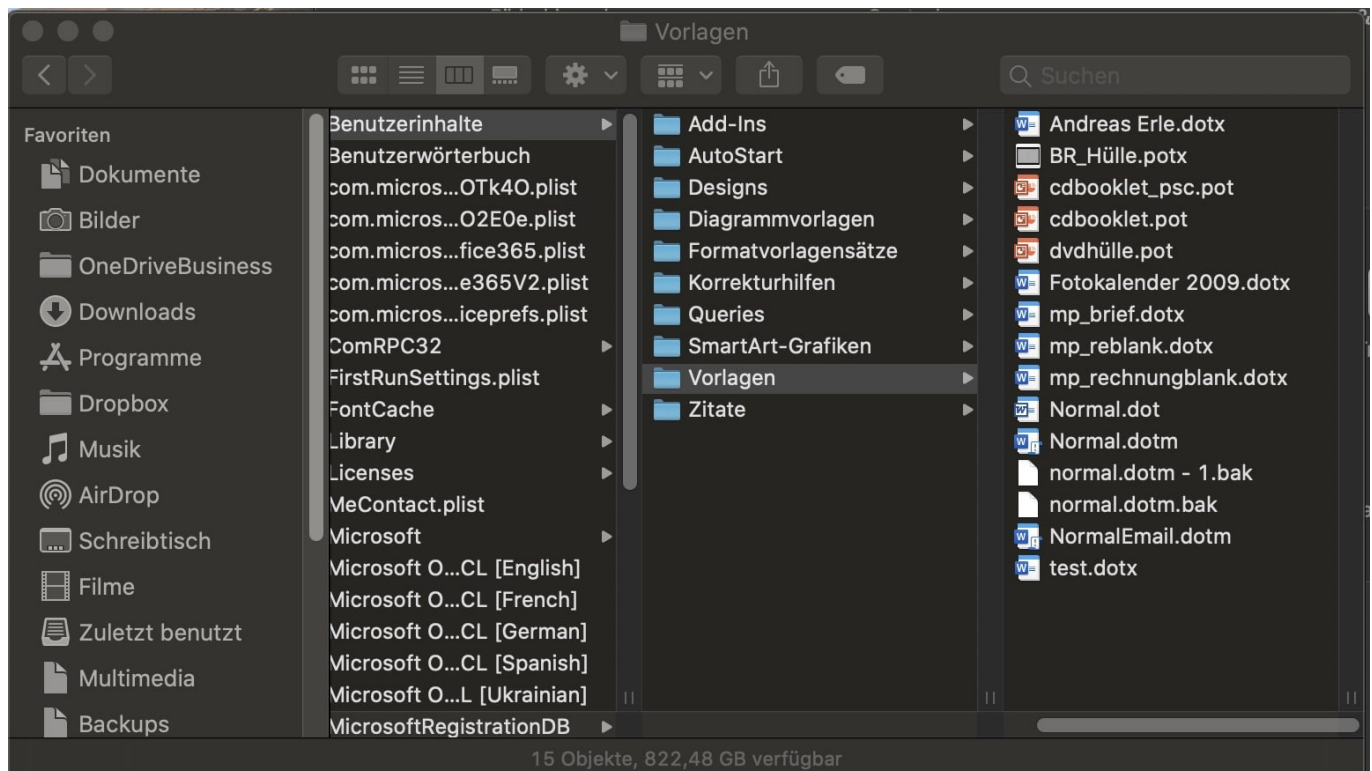 Vorlagen
Suchen
Favoriten
Dokumente
Bilder
OneDriveBusiness
Downloads
Programme
Dropbox
Musik
AirDrop
Schreibtisch
Filme
Zuletzt benutzt
Multimedia
Backups
Benutzerinhalte
Benutzerwörterbuch
com.micros...OTk4O.plist
com.micros...O2E0e.plist
com.micros...fice365.plist
com.micros...e365V2.plist
com.micros...iceprefs.plist
ComRPC32
FirstRunSettings.plist
FontCache
Library
Licenses
MeContact.plist
Microsoft
Microsoft O...CL [English]
Microsoft O...CL [French]
Microsoft O...CL [German]
Microsoft O...CL [Spanish]
Microsoft O...L [Ukrainian]
MicrosoftRegistrationDB
Add-Ins
AutoStart
Designs
Diagrammvorlagen
Formatvorlagensätze
Korrekturhilfen
Queries
SmartArt-Grafiken
Vorlagen
Zitate
Andreas Erle.dotx
BR_Hülle.potx
cdbooklet_psc.pot
cdbooklet.pot
dvdhülle.pot
Fotokalender 2009.dotx
mp_brief.dotx
mp_reblank.dotx
mp_rechnungblank.dotx
Normal.dot
Normal.dotm
normal.dotm - 1.bak
normal.dotm.bak
NormalEmail.dotm
test.dotx
15 Objekte, 822,48 GB verfügbar